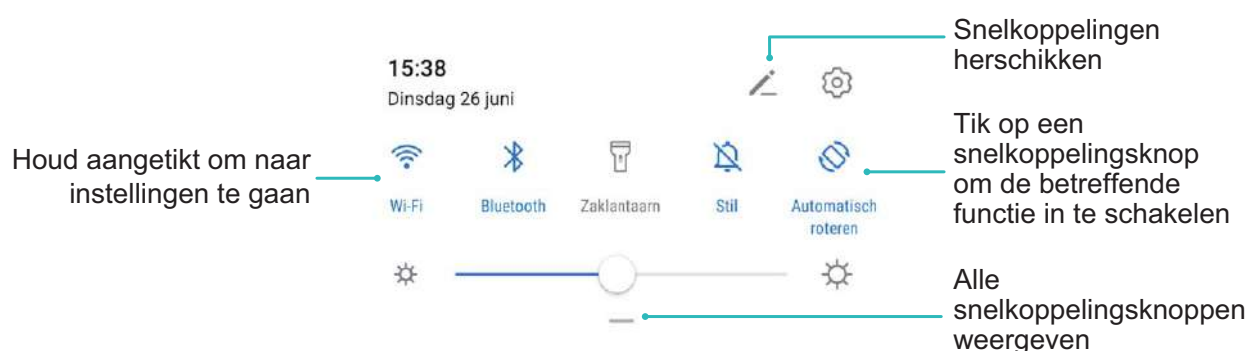 Snelkoppelingen
herschikken
15:38
Dinsdag 26 juni
Houd aangetikt om naar
instellingen te gaan
Tik op een
snelkoppelingsknop
om de betreffende
functie in te schakelen
Wi-Fi
Bluetooth
Zaklantaarn
Stil
Automatisch
roteren
Alle
snelkoppelingsknoppen
weergeven